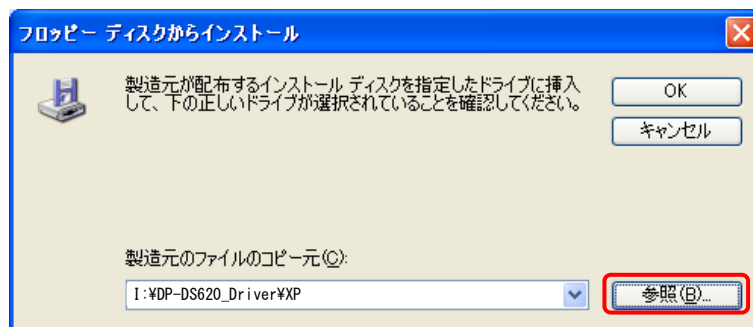 フロッピー ディスクからインストール
製造元が配布するインストール ディスクを指定したドライブに挿入
して、下の正しいドライブが選択されていることを確認してください。
OK
キャンセル
製造元のファイルのコピー元(C):
I:¥DP-DS620_Driver¥XP
参照(B)...